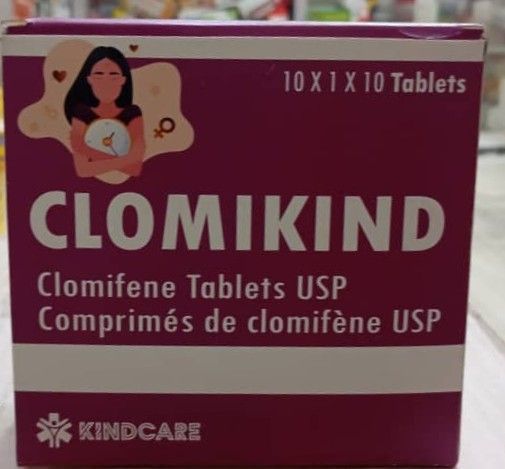 10 X 1 X 10 Tablets
CLOMIKIND
Clomifene Tablets USP
Comprimés de clomifène USP
KINDCARE